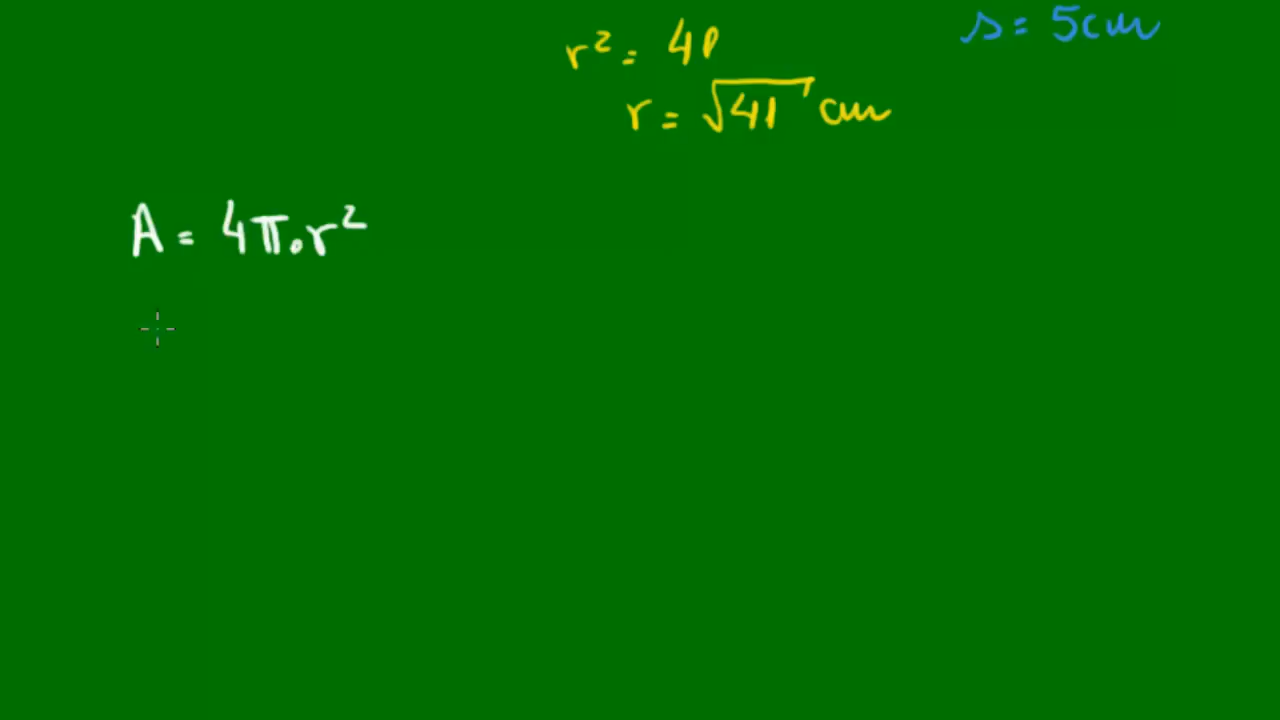 r² = 41
s = 5cm
r = √41 cm
A = 4π.r²